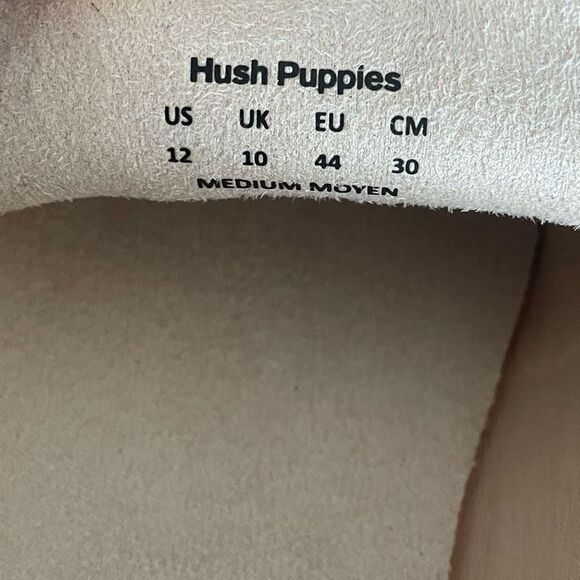 Hush Puppies
US UK EU CM
12 10 44 30
MEDIUM MOYEN